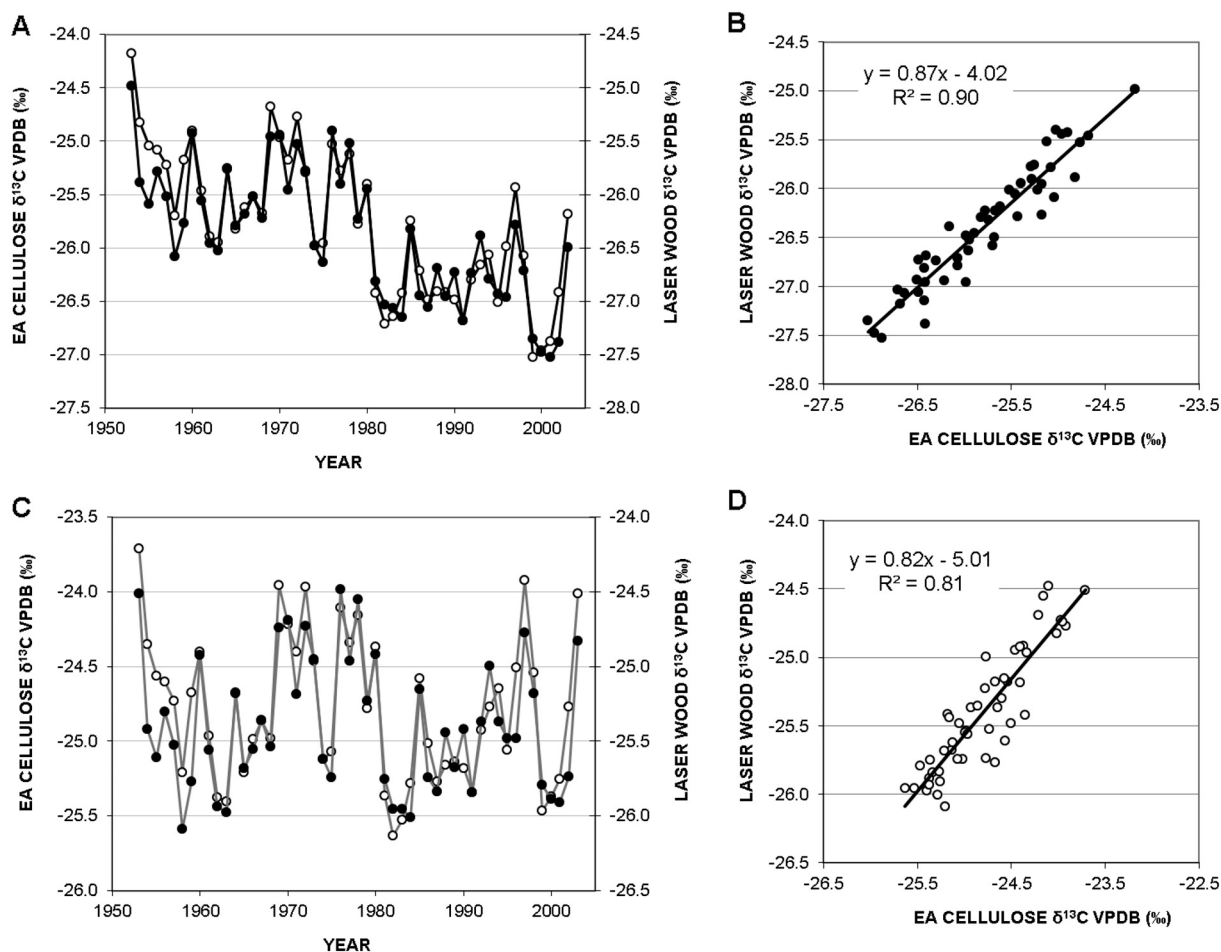 A
EA CELLULOSE δ¹³C VPDB (‰)
-24.0
-24.5
-25.0
-25.5
-26.0
-26.5
-27.0
-27.5
-24.5
-25.0
-25.5
-26.0
-26.5
-27.0
-27.5
-28.0
LASER WOOD δ¹³C VPDB (‰)
1950 1960 1970 1980 1990 2000
YEAR
B
y = 0.87x - 4.02
R² = 0.90
LASER WOOD δ¹³C VPDB (‰)
-24.5
-25.0
-25.5
-26.0
-26.5
-27.0
-27.5
-28.0
-27.5 -26.5 -25.5 -24.5 -23.5
EA CELLULOSE δ¹³C VPDB (‰)
C
EA CELLULOSE δ¹³C VPDB (‰)
-23.5
-24.0
-24.5
-25.0
-25.5
-26.0
-24.0
-24.5
-25.0
-25.5
-26.0
-26.5
LASER WOOD δ¹³C VPDB (‰)
1950 1960 1970 1980 1990 2000
YEAR
D
y = 0.82x - 5.01
R² = 0.81
LASER WOOD δ¹³C VPDB (‰)
-24.0
-24.5
-25.0
-25.5
-26.0
-26.5
-26.5 -25.5 -24.5 -23.5 -22.5
EA CELLULOSE δ¹³C VPDB (‰)